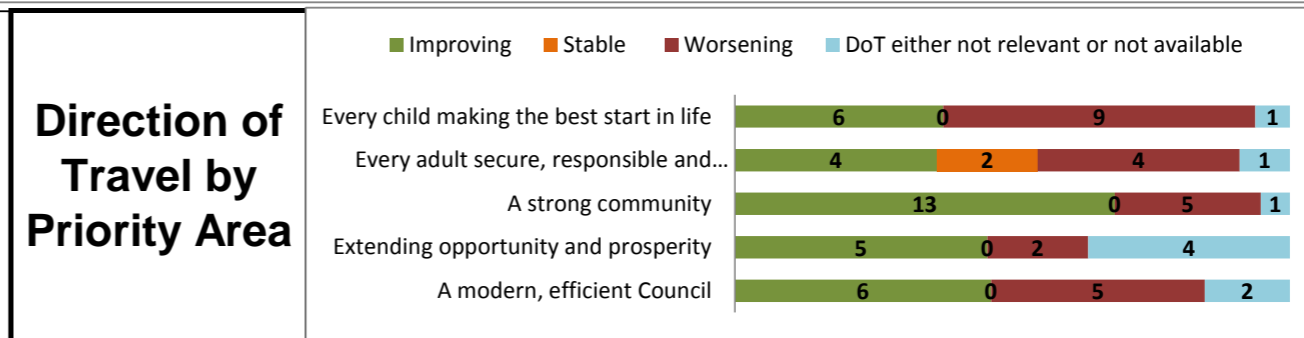 Direction of
Travel by
Priority Area
Improving Stable Worsening DoT either not relevant or not available
Every child making the best start in life 6 0 9 1
Every adult secure, responsible and... 4 2 4 1
A strong community 13 0 5 1
Extending opportunity and prosperity 5 0 2 4
A modern, efficient Council 6 0 5 2